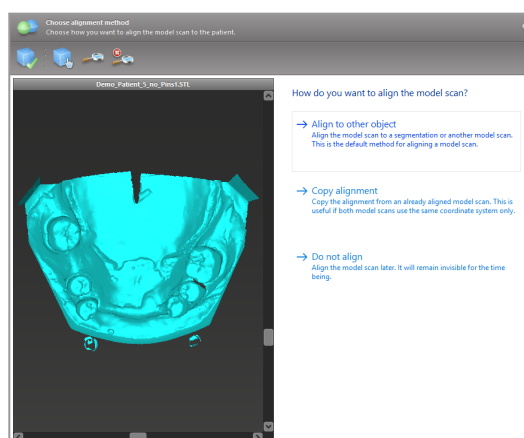 Choose alignment method
Choose how you want to align the model scan to the patient.
Demo_Patient_5_no_Pins1.STL
How do you want to align the model scan?
Align to other object
Align the model scan to a segmentation or another model scan.
This is the default method for aligning a model scan.
Copy alignment
Copy the alignment from an already aligned model scan. This is
useful if both model scans use the same coordinate system only.
Do not align
Align the model scan later. It will remain invisible for the time
being.